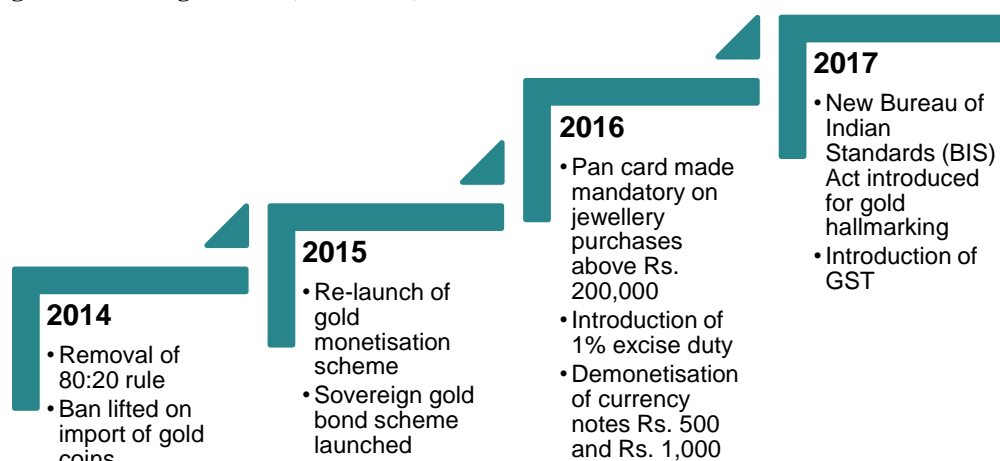 2014
• Removal of
80:20 rule
• Ban lifted on
import of gold
coins
2015
• Re-launch of
gold
monetisation
scheme
• Sovereign gold
bond scheme
launched
2016
• Pan card made
mandatory on
jewellery
purchases
above Rs.
200,000
• Introduction of
1% excise duty
• Demonetisation
of currency
notes Rs. 500
and Rs. 1,000
2017
• New Bureau of
Indian
Standards (BIS)
Act introduced
for gold
hallmarking
• Introduction of
GST